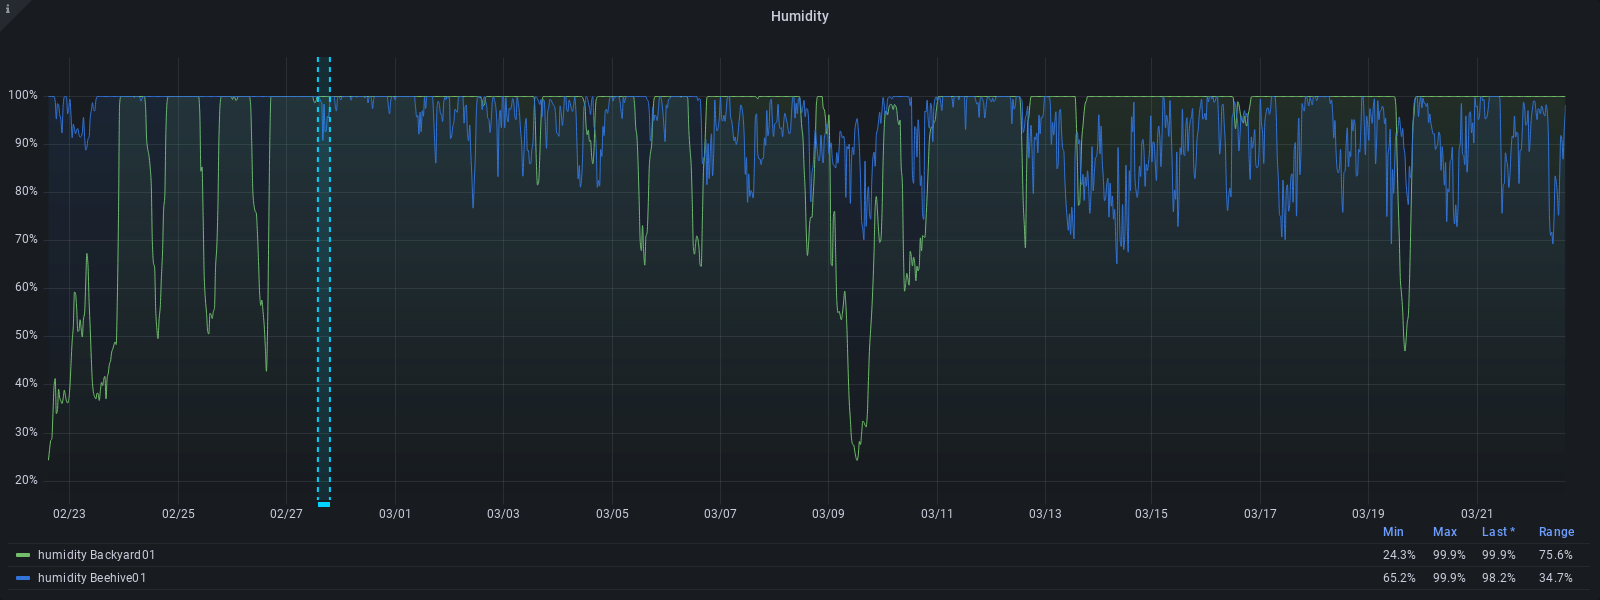 i
Humidity
100%
90%
80%
70%
60%
50%
40%
30%
20%
02/23 02/25 02/27 03/01 03/03 03/05 03/07 03/09 03/11 03/13 03/15 03/17 03/19 03/21
Min Max Last * Range
humidity Backyard01 24.3% 99.9% 99.9% 75.6%
humidity Beehive01 65.2% 99.9% 98.2% 34.7%